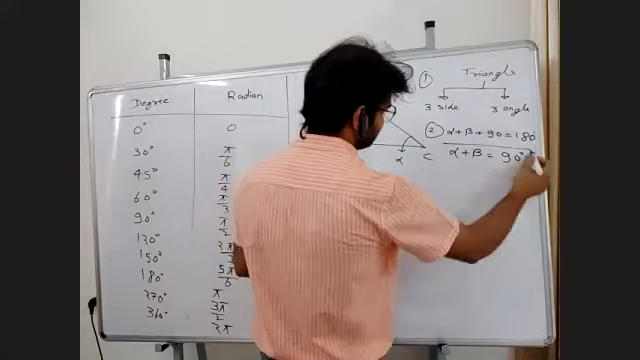 Degree Radian
0° 0
30° π/6
45° π/4
60° π/3
90° π/2
120° 2π/3
150° 5π/6
180° π
270° 3π/2
360° 2π
① Triangle
3 side 3 angle
② α+β+90=180°
α+β = 90°
α C